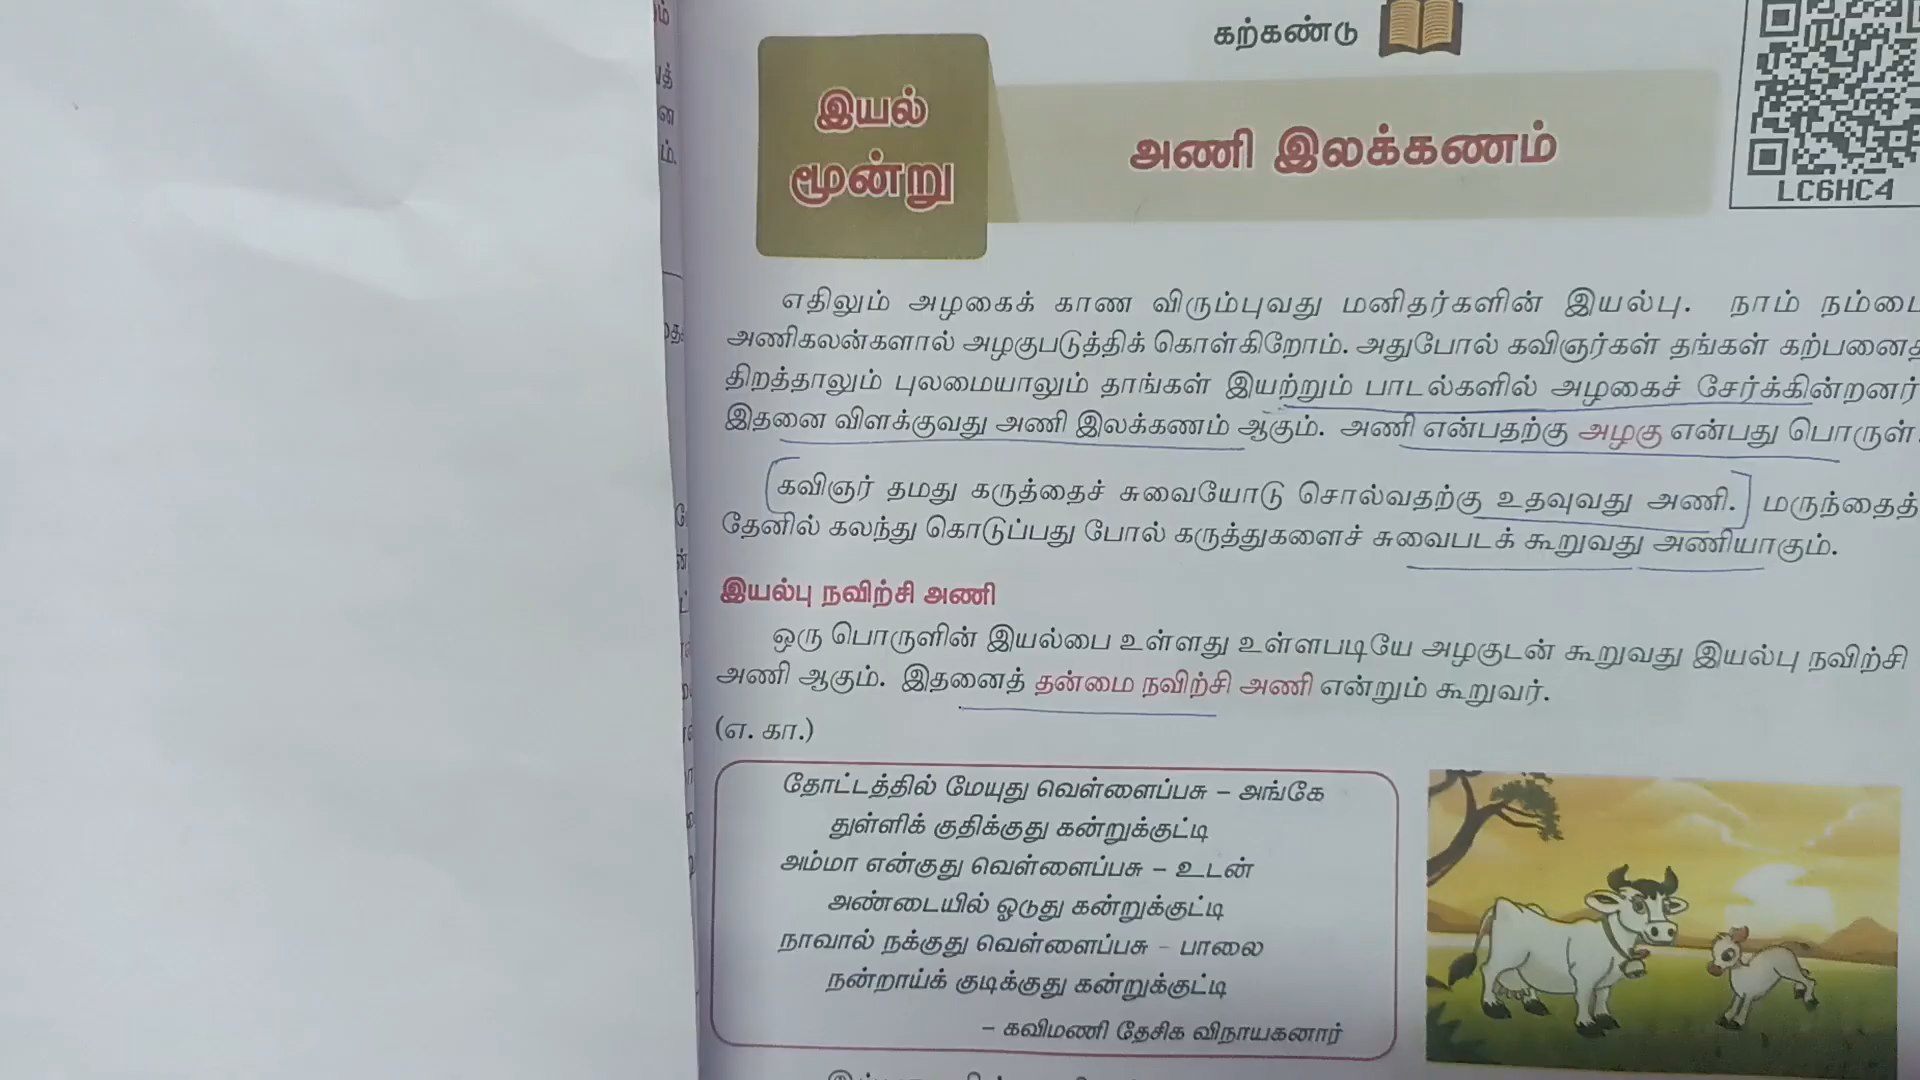 கற்கண்டு
இயல்
மூன்று
அணி இலக்கணம்
LC6HC4
எதிலும் அழகைக் காண விரும்புவது மனிதர்களின் இயல்பு. நாம்
அணிகலன்களால் அழகுபடுத்திக் கொள்கிறோம். அதுபோல் கவிஞர்கள் தங்கள்
திறத்தாலும் புலமையாலும் தாங்கள் இயற்றும் பாடல்களில் அழகைச் சேர்க்கின்றனர்
இதனை விளக்குவது அணி இலக்கணம் ஆகும். அணி என்பதற்கு அழகு என்பது பொருள்.
கவிஞர் தமது கருத்தைச் சுவையோடு சொல்வதற்கு உதவுவது அணி. மருந்தைத்
தேனில் கலந்து கொடுப்பது போல் கருத்துகளைச் சுவைபடக் கூறுவது அணியாகும்.
இயல்பு நவிற்சி அணி
ஒரு பொருளின் இயல்பை உள்ளது உள்ளபடியே அழகுடன் கூறுவது இயல்பு நவிற்சி
அணி ஆகும். இதனைத் தன்மை நவிற்சி அணி என்றும் கூறுவர்.
(எ. கா.)
தோட்டத்தில் மேயுது வெள்ளைப்பசு – அங்கே
துள்ளிக் குதிக்குது கன்றுக்குட்டி
அம்மா என்குது வெள்ளைப்பசு – உடன்
அண்டையில் ஓடுது கன்றுக்குட்டி
நாவால் நக்குது வெள்ளைப்பசு – பாலை
நன்றாய்க் குடிக்குது கன்றுக்குட்டி
– கவிமணி தேசிக விநாயகனார்